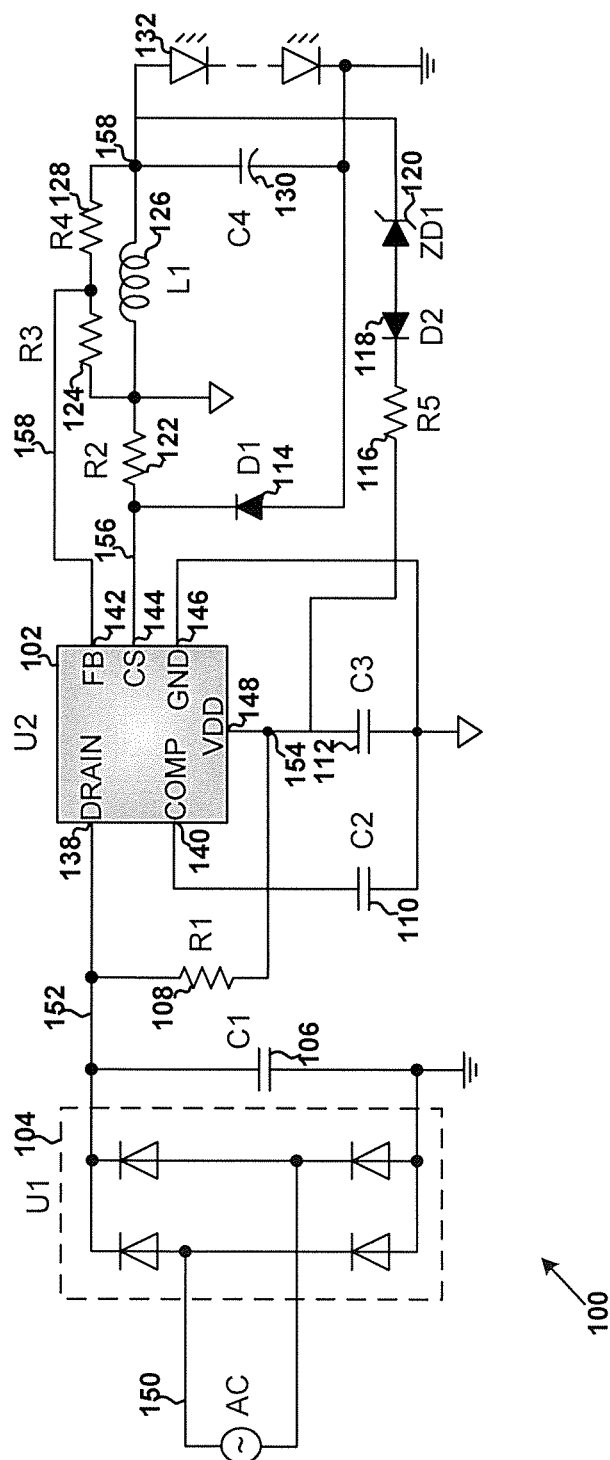 150
AC
U1
104
152
C1
106
R1
108
U2
102
138
DRAIN
FB
142
COMP
CS
144
140
GND
146
VDD
148
154
C2
110
C3
112
158
156
R3
124
R4
128
R2
122
126
L1
158
D1
114
C4
130
132
116
R5
118
D2
120
ZD1
100